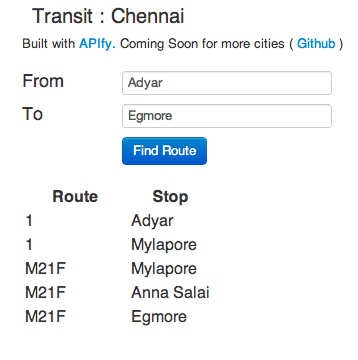 Transit : Chennai
Built with APIfy. Coming Soon for more cities ( Github )
From Adyar
To Egmore
Find Route
Route Stop
1 Adyar
1 Mylapore
M21F Mylapore
M21F Anna Salai
M21F Egmore